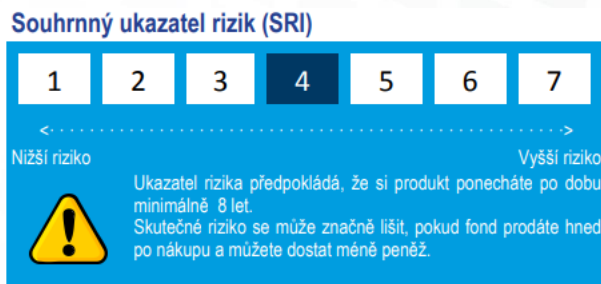 Souhrnný ukazatel rizik (SRI)
1 2 3 4 5 6 7
Nižší riziko Vyšší riziko
Ukazatel rizika předpokládá, že si produkt ponecháte po dobu
minimálně 8 let.
Skutečné riziko se může značně lišit, pokud fond prodáte hned
po nákupu a můžete dostat méně peněž.